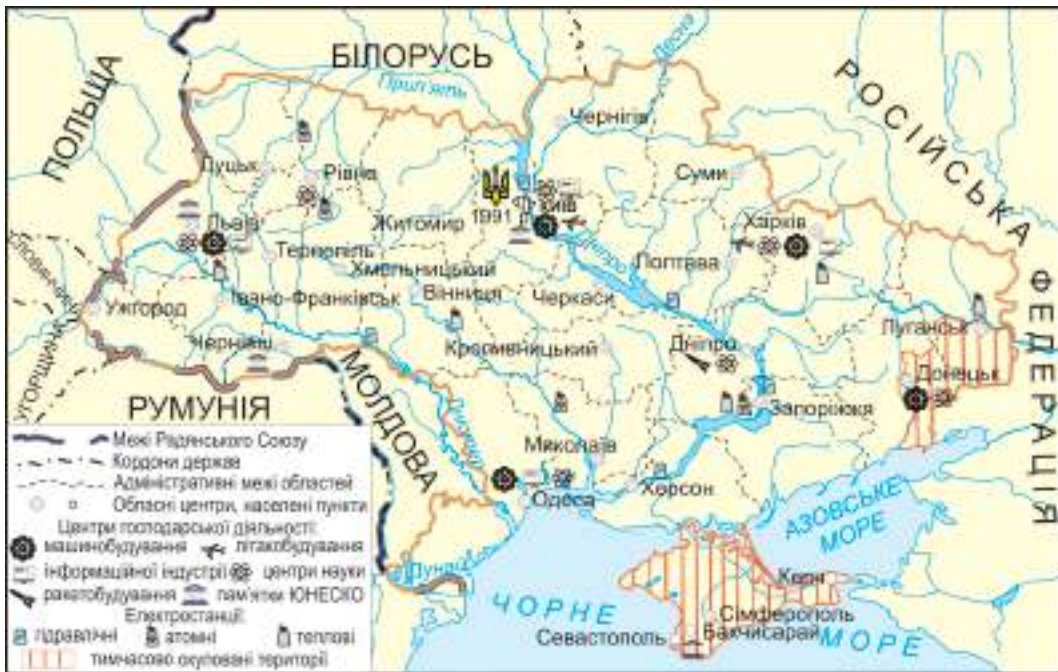 БІЛОРУСЬ
ПОЛЬЩА
РОСІЙСЬКА
ФЕДЕРАЦІЯ
Прип'ять
Десна
Чернігів
Луцьк
Рівне
Суми
1991
Київ
Житомир
Львів
Харків
Тернопіль
Хмельницький
Дніпро
Полтава
Івано-Франківськ
Вінниця
Черкаси
Ужгород
Луганськ
УГОРЩИНА
Чернівці
Кропивницький
Дніпро
Донецьк
РУМУНІЯ
МОЛДОВА
Запоріжжя
Миколаїв
Одеса
Херсон
АЗОВСЬКЕ
МОРЕ
Дунай
Керч
Сімферополь
Бахчисарай
Севастополь
ЧОРНЕ МОРЕ
Межі Радянського Союзу
Кордони держав
Адміністративні межі областей
Обласні центри, населені пункти
Центри господарської діяльності:
машинобудування літакобудування
інформаційної індустрії центри науки
ракетобудування пам'ятки ЮНЕСКО
Електростанції:
гідравлічні атомні теплові
тимчасово окуповані території